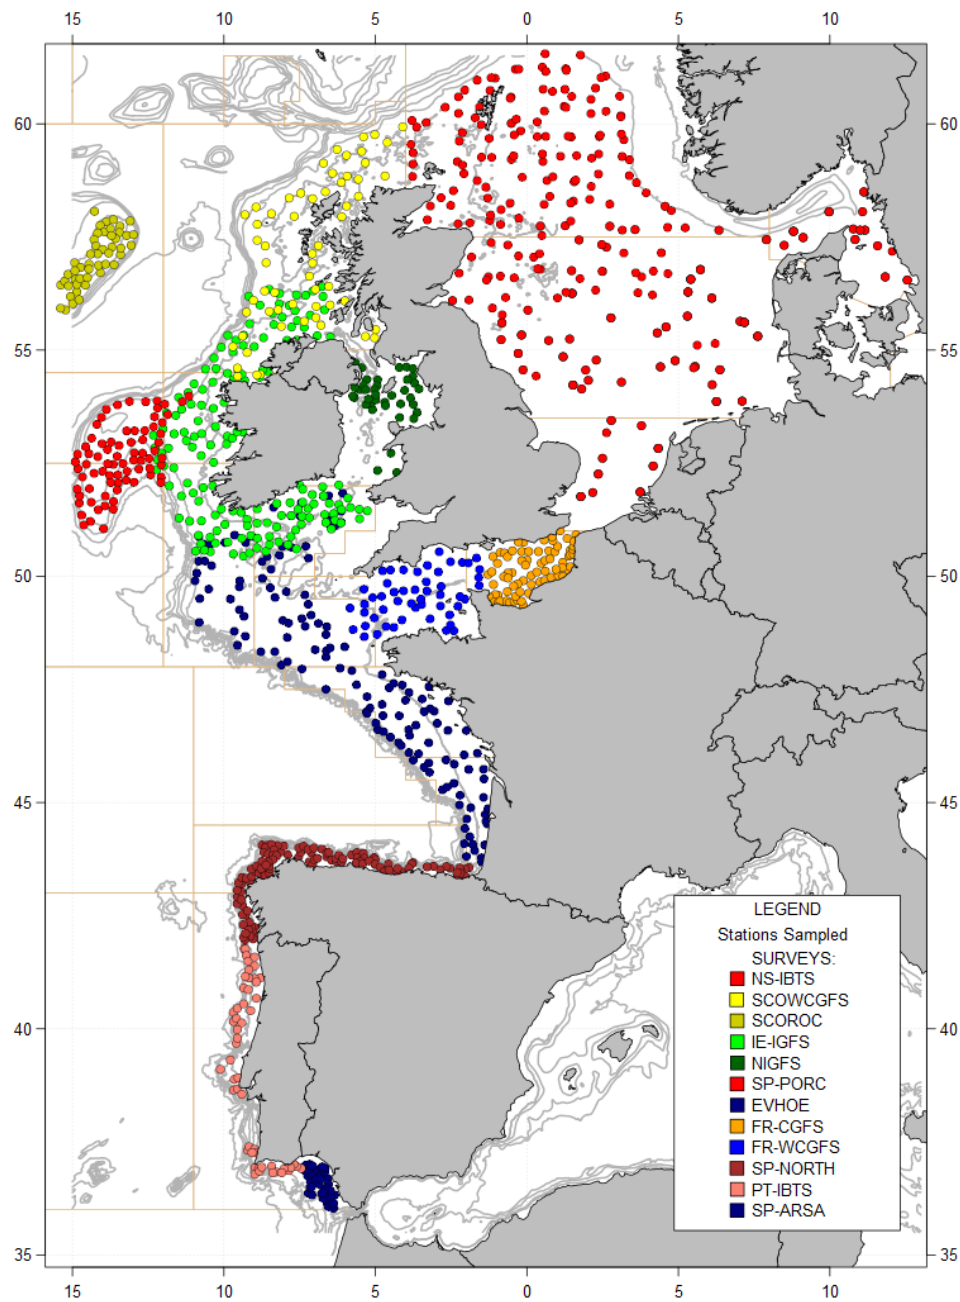 15 10 5 0 5 10
60 60
55 55
50 50
45 45
40 40
35 35
LEGEND
Stations Sampled
SURVEYS:
NS-IBTS
SCOWCGFS
SCOROC
IE-IGFS
NIGFS
SP-PORC
EVHOE
FR-CGFS
FR-WCGFS
SP-NORTH
PT-IBTS
SP-ARSA
15 10 5 0 5 10